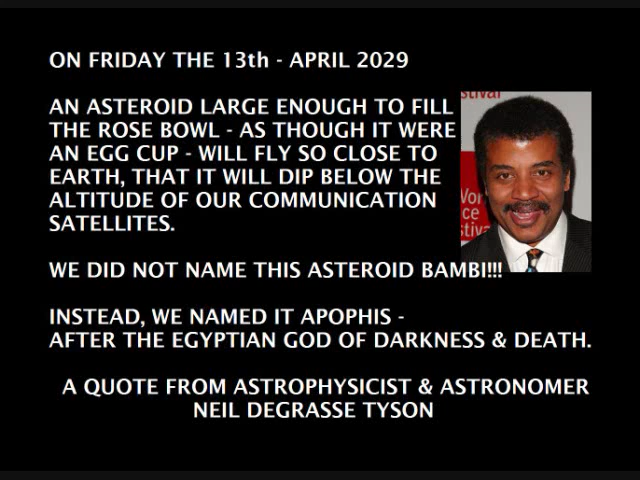 ON FRIDAY THE 13th - APRIL 2029
AN ASTEROID LARGE ENOUGH TO FILL
THE ROSE BOWL - AS THOUGH IT WERE
AN EGG CUP - WILL FLY SO CLOSE TO
EARTH, THAT IT WILL DIP BELOW THE
ALTITUDE OF OUR COMMUNICATION
SATELLITES.
WE DID NOT NAME THIS ASTEROID BAMBI!!!
INSTEAD, WE NAMED IT APOPHIS -
AFTER THE EGYPTIAN GOD OF DARKNESS & DEATH.
A QUOTE FROM ASTROPHYSICIST & ASTRONOMER
NEIL DEGRASSE TYSON